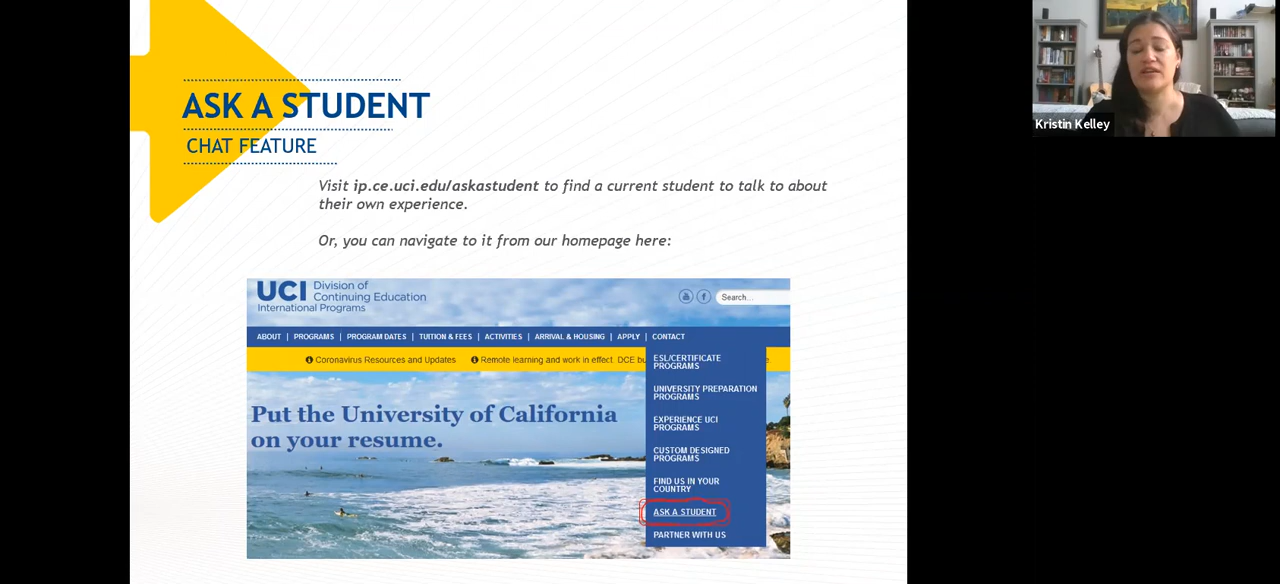 ASK A STUDENT
CHAT FEATURE
Visit ip.ce.uci.edu/askastudent to find a current student to talk to about
their own experience.
Or, you can navigate to it from our homepage here:
UCI Division of
Continuing Education
International Programs
Search...
ABOUT | PROGRAMS | PROGRAM DATES | TUITION & FEES | ACTIVITIES | ARRIVAL & HOUSING | APPLY | CONTACT
Coronavirus Resources and Updates Remote learning and work in effect DCE
ESL/CERTIFICATE
PROGRAMS
UNIVERSITY PREPARATION
PROGRAMS
EXPERIENCE UCI
PROGRAMS
CUSTOM DESIGNED
PROGRAMS
FIND US IN YOUR
COUNTRY
ASK A STUDENT
PARTNER WITH US
Put the University of California
on your resume.
Kristin Kelley